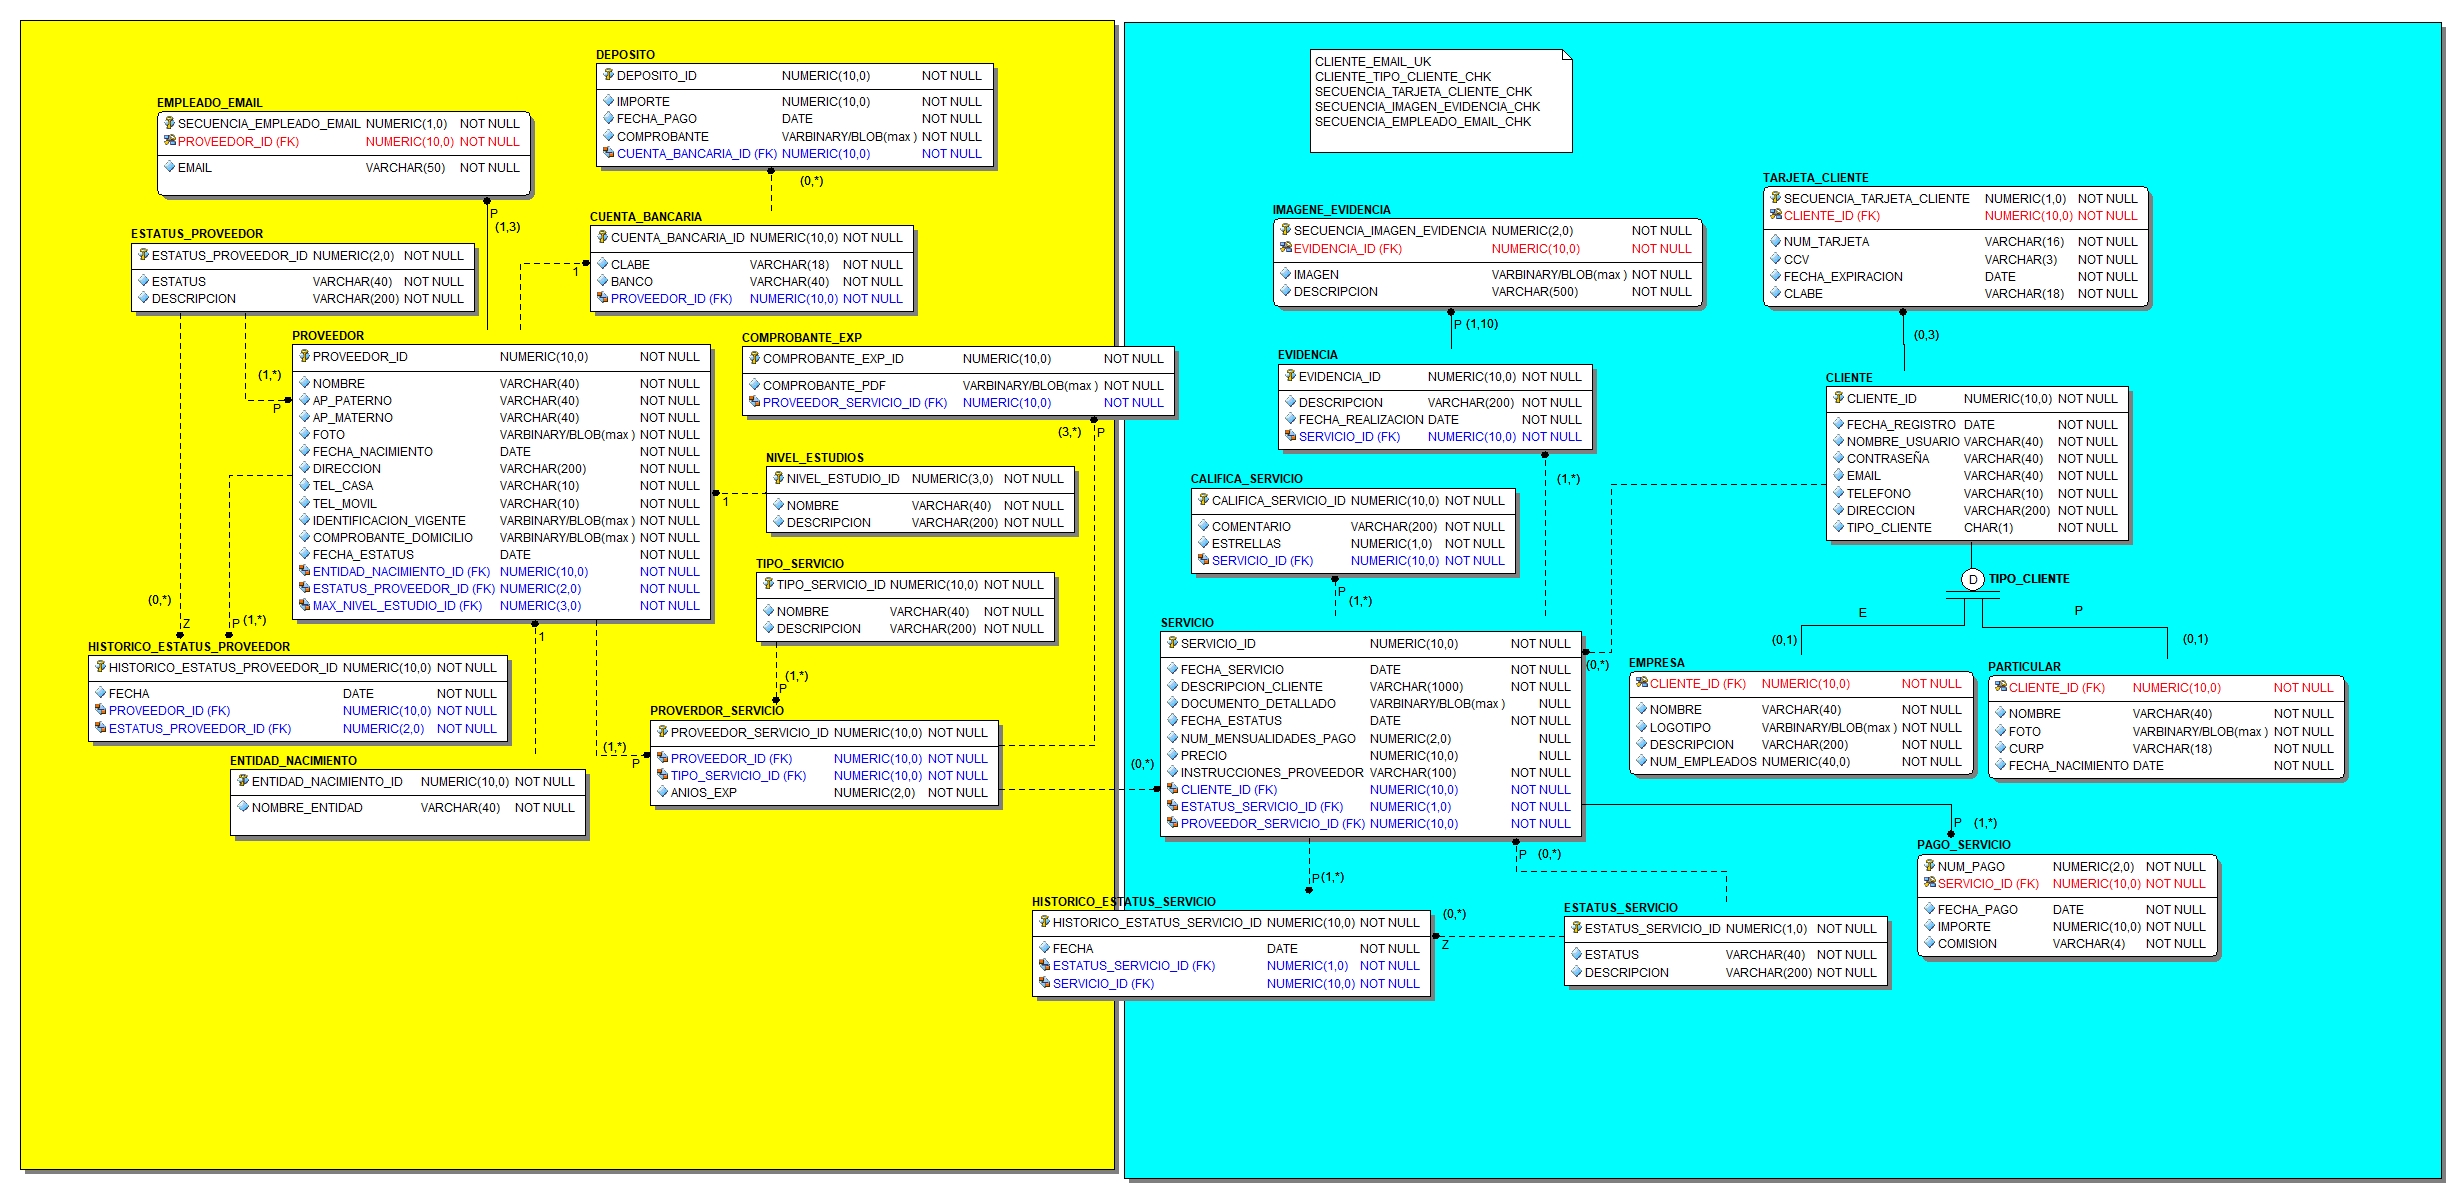 DEPOSITO
DEPOSITO_ID NUMERIC(10,0) NOT NULL
IMPORTE NUMERIC(10,0) NOT NULL
FECHA_PAGO DATE NOT NULL
COMPROBANTE VARBINARY/BLOB(max ) NOT NULL
CUENTA_BANCARIA_ID (FK) NUMERIC(10,0) NOT NULL
(0,*)
EMPLEADO_EMAIL
SECUENCIA_EMPLEADO_EMAIL NUMERIC(1,0) NOT NULL
PROVEEDOR_ID (FK) NUMERIC(10,0) NOT NULL
EMAIL VARCHAR(50) NOT NULL
P
(1,3)
CUENTA_BANCARIA
CUENTA_BANCARIA_ID NUMERIC(10,0) NOT NULL
CLABE VARCHAR(18) NOT NULL
BANCO VARCHAR(40) NOT NULL
PROVEEDOR_ID (FK) NUMERIC(10,0) NOT NULL
1
ESTATUS_PROVEEDOR
ESTATUS_PROVEEDOR_ID NUMERIC(2,0) NOT NULL
ESTATUS VARCHAR(40) NOT NULL
DESCRIPCION VARCHAR(200) NOT NULL
(1,*)
P
PROVEEDOR
PROVEEDOR_ID NUMERIC(10,0) NOT NULL
NOMBRE VARCHAR(40) NOT NULL
AP_PATERNO VARCHAR(40) NOT NULL
AP_MATERNO VARCHAR(40) NOT NULL
FOTO VARBINARY/BLOB(max ) NOT NULL
FECHA_NACIMIENTO DATE NOT NULL
DIRECCION VARCHAR(200) NOT NULL
TEL_CASA VARCHAR(10) NOT NULL
TEL_MOVIL VARCHAR(10) NOT NULL
IDENTIFICACION_VIGENTE VARBINARY/BLOB(max ) NOT NULL
COMPROBANTE_DOMICILIO VARBINARY/BLOB(max ) NOT NULL
FECHA_ESTATUS DATE NOT NULL
ENTIDAD_NACIMIENTO_ID (FK) NUMERIC(10,0) NOT NULL
ESTATUS_PROVEEDOR_ID (FK) NUMERIC(2,0) NOT NULL
MAX_NIVEL_ESTUDIO_ID (FK) NUMERIC(3,0) NOT NULL
COMPROBANTE_EXP
COMPROBANTE_EXP_ID NUMERIC(10,0) NOT NULL
COMPROBANTE_PDF VARBINARY/BLOB(max ) NOT NULL
PROVEEDOR_SERVICIO_ID (FK) NUMERIC(10,0) NOT NULL
(3,*) P
NIVEL_ESTUDIOS
NIVEL_ESTUDIO_ID NUMERIC(3,0) NOT NULL
NOMBRE VARCHAR(40) NOT NULL
DESCRIPCION VARCHAR(200) NOT NULL
1
TIPO_SERVICIO
TIPO_SERVICIO_ID NUMERIC(10,0) NOT NULL
NOMBRE VARCHAR(40) NOT NULL
DESCRIPCION VARCHAR(200) NOT NULL
(1,*)
P
(0,*)
Z
P (1,*)
1
HISTORICO_ESTATUS_PROVEEDOR
HISTORICO_ESTATUS_PROVEEDOR_ID NUMERIC(10,0) NOT NULL
FECHA DATE NOT NULL
PROVEEDOR_ID (FK) NUMERIC(10,0) NOT NULL
ESTATUS_PROVEEDOR_ID (FK) NUMERIC(2,0) NOT NULL
PROVERDOR_SERVICIO
PROVEEDOR_SERVICIO_ID NUMERIC(10,0) NOT NULL
PROVEEDOR_ID (FK) NUMERIC(10,0) NOT NULL
TIPO_SERVICIO_ID (FK) NUMERIC(10,0) NOT NULL
ANIOS_EXP NUMERIC(2,0) NOT NULL
(1,*)
P
ENTIDAD_NACIMIENTO
ENTIDAD_NACIMIENTO_ID NUMERIC(10,0) NOT NULL
NOMBRE_ENTIDAD VARCHAR(40) NOT NULL
CLIENTE_EMAIL_UK
CLIENTE_TIPO_CLIENTE_CHK
SECUENCIA_TARJETA_CLIENTE_CHK
SECUENCIA_IMAGEN_EVIDENCIA_CHK
SECUENCIA_EMPLEADO_EMAIL_CHK
TARJETA_CLIENTE
SECUENCIA_TARJETA_CLIENTE NUMERIC(1,0) NOT NULL
CLIENTE_ID (FK) NUMERIC(10,0) NOT NULL
NUM_TARJETA VARCHAR(16) NOT NULL
CCV VARCHAR(3) NOT NULL
FECHA_EXPIRACION DATE NOT NULL
CLABE VARCHAR(18) NOT NULL
(0,3)
IMAGENE_EVIDENCIA
SECUENCIA_IMAGEN_EVIDENCIA NUMERIC(2,0) NOT NULL
EVIDENCIA_ID (FK) NUMERIC(10,0) NOT NULL
IMAGEN VARBINARY/BLOB(max ) NOT NULL
DESCRIPCION VARCHAR(500) NOT NULL
P (1,10)
EVIDENCIA
EVIDENCIA_ID NUMERIC(10,0) NOT NULL
DESCRIPCION VARCHAR(200) NOT NULL
FECHA_REALIZACION DATE NOT NULL
SERVICIO_ID (FK) NUMERIC(10,0) NOT NULL
(1,*)
CLIENTE
CLIENTE_ID NUMERIC(10,0) NOT NULL
FECHA_REGISTRO DATE NOT NULL
NOMBRE_USUARIO VARCHAR(40) NOT NULL
CONTRASEÑA VARCHAR(40) NOT NULL
EMAIL VARCHAR(40) NOT NULL
TELEFONO VARCHAR(10) NOT NULL
DIRECCION VARCHAR(200) NOT NULL
TIPO_CLIENTE CHAR(1) NOT NULL
CALIFICA_SERVICIO
CALIFICA_SERVICIO_ID NUMERIC(10,0) NOT NULL
COMENTARIO VARCHAR(200) NOT NULL
ESTRELLAS NUMERIC(1,0) NOT NULL
SERVICIO_ID (FK) NUMERIC(10,0) NOT NULL
P
(1,*)
D TIPO_CLIENTE
E P
(0,1) (0,1)
SERVICIO
SERVICIO_ID NUMERIC(10,0) NOT NULL
FECHA_SERVICIO DATE NOT NULL
DESCRIPCION_CLIENTE VARCHAR(1000) NOT NULL
DOCUMENTO_DETALLADO VARBINARY/BLOB(max ) NULL
FECHA_ESTATUS DATE NOT NULL
NUM_MENSUALIDADES_PAGO NUMERIC(2,0) NULL
PRECIO NUMERIC(10,0) NULL
INSTRUCCIONES_PROVEEDOR VARCHAR(100) NOT NULL
CLIENTE_ID (FK) NUMERIC(10,0) NOT NULL
ESTATUS_SERVICIO_ID (FK) NUMERIC(1,0) NOT NULL
PROVEEDOR_SERVICIO_ID (FK) NUMERIC(10,0) NOT NULL
(0,*)
(0,*)
EMPRESA
CLIENTE_ID (FK) NUMERIC(10,0) NOT NULL
NOMBRE VARCHAR(40) NOT NULL
LOGOTIPO VARBINARY/BLOB(max ) NOT NULL
DESCRIPCION VARCHAR(200) NOT NULL
NUM_EMPLEADOS NUMERIC(40,0) NOT NULL
PARTICULAR
CLIENTE_ID (FK) NUMERIC(10,0) NOT NULL
NOMBRE VARCHAR(40) NOT NULL
FOTO VARBINARY/BLOB(max ) NOT NULL
CURP VARCHAR(18) NOT NULL
FECHA_NACIMIENTO DATE NOT NULL
P (1,*)
PAGO_SERVICIO
NUM_PAGO NUMERIC(2,0) NOT NULL
SERVICIO_ID (FK) NUMERIC(10,0) NOT NULL
FECHA_PAGO DATE NOT NULL
IMPORTE NUMERIC(10,0) NOT NULL
COMISION VARCHAR(4) NOT NULL
P (0,*)
P (1,*)
HISTORICO_ESTATUS_SERVICIO
HISTORICO_ESTATUS_SERVICIO_ID NUMERIC(10,0) NOT NULL
FECHA DATE NOT NULL
ESTATUS_SERVICIO_ID (FK) NUMERIC(1,0) NOT NULL
SERVICIO_ID (FK) NUMERIC(10,0) NOT NULL
(0,*)
Z
ESTATUS_SERVICIO
ESTATUS_SERVICIO_ID NUMERIC(1,0) NOT NULL
ESTATUS VARCHAR(40) NOT NULL
DESCRIPCION VARCHAR(200) NOT NULL